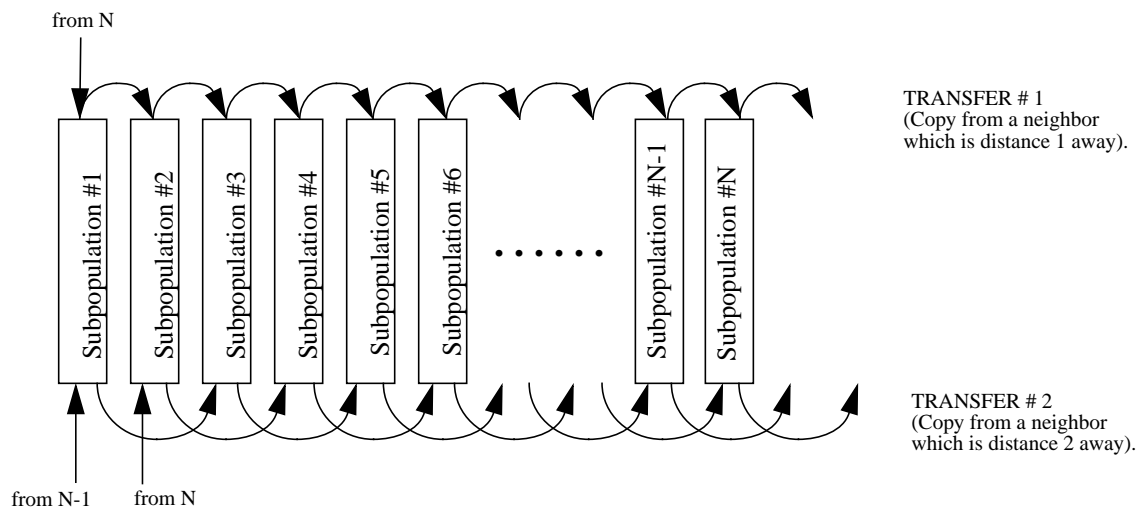 from N
TRANSFER # 1
(Copy from a neighbor
which is distance 1 away).
Subpopulation #1
Subpopulation #2
Subpopulation #3
Subpopulation #4
Subpopulation #5
Subpopulation #6
......
Subpopulation #N-1
Subpopulation #N
TRANSFER # 2
(Copy from a neighbor
which is distance 2 away).
from N-1
from N